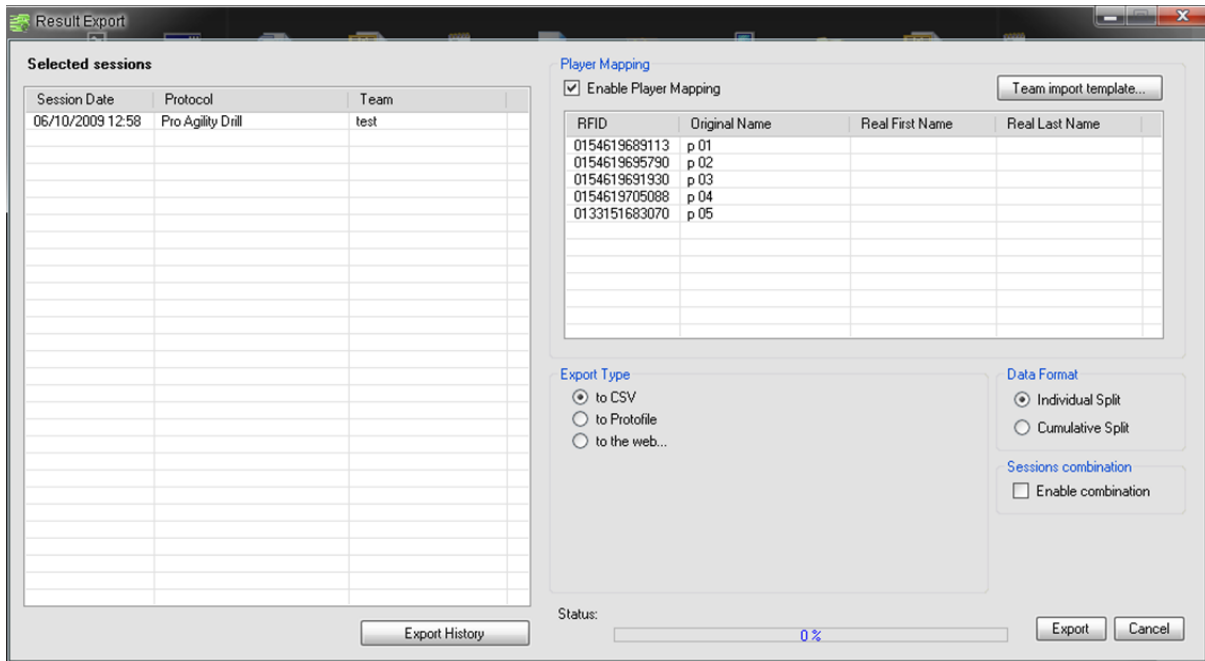 Result Export
Selected sessions
Session Date Protocol Team
06/10/2009 12:58 Pro Agility Drill test
Export History
Player Mapping
Enable Player Mapping
Team import template...
RFID Original Name Real First Name Real Last Name
0154619689113 p 01
0154619695790 p 02
0154619691930 p 03
0154619705088 p 04
0133151683070 p 05
Export Type
to CSV
to Protofile
to the web...
Data Format
Individual Split
Cumulative Split
Sessions combination
Enable combination
Status:
0 %
Export Cancel